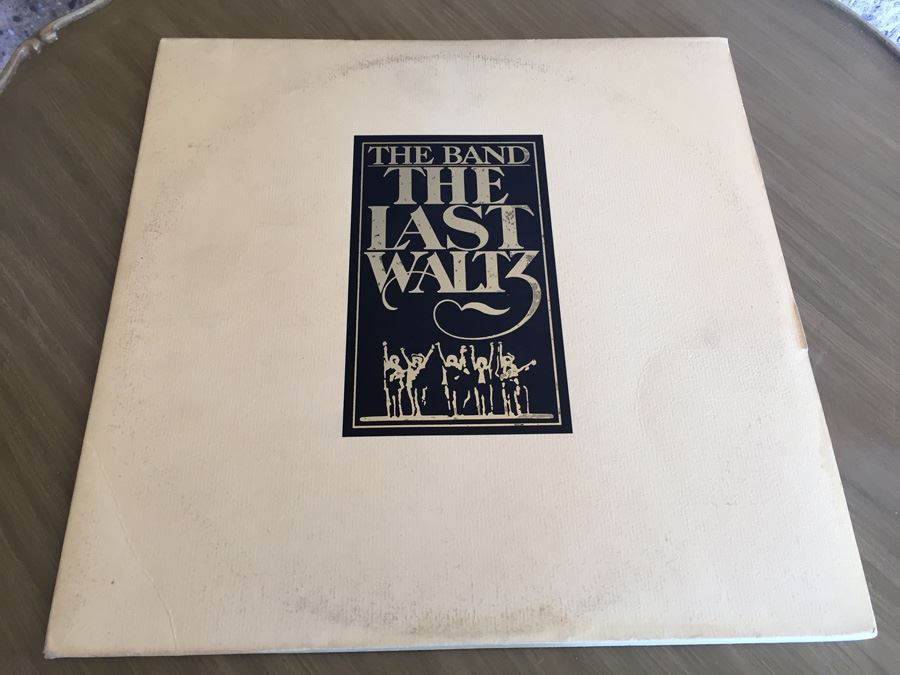 THE BAND
THE
LAST
WALTZ